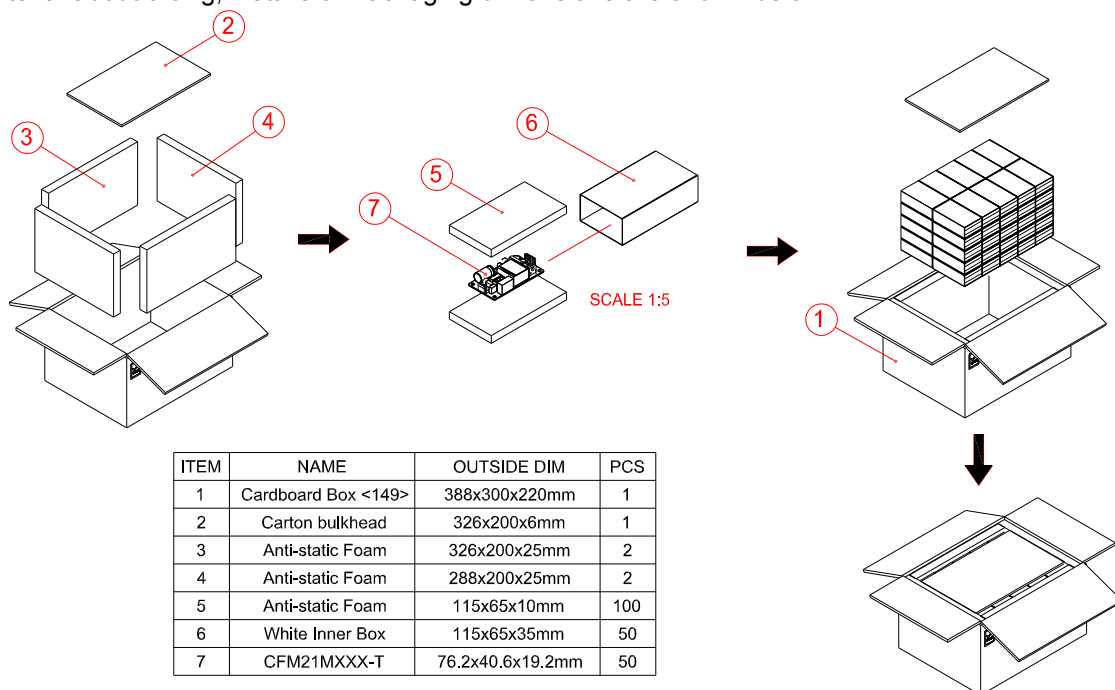 2
3
4
6
5
7
SCALE 1:5
1
ITEM NAME OUTSIDE DIM PCS
1 Cardboard Box <149> 388x300x220mm 1
2 Carton bulkhead 326x200x6mm 1
3 Anti-static Foam 326x200x25mm 2
4 Anti-static Foam 288x200x25mm 2
5 Anti-static Foam 115x65x10mm 100
6 White Inner Box 115x65x35mm 50
7 CFM21MXXX-T 76.2x40.6x19.2mm 50